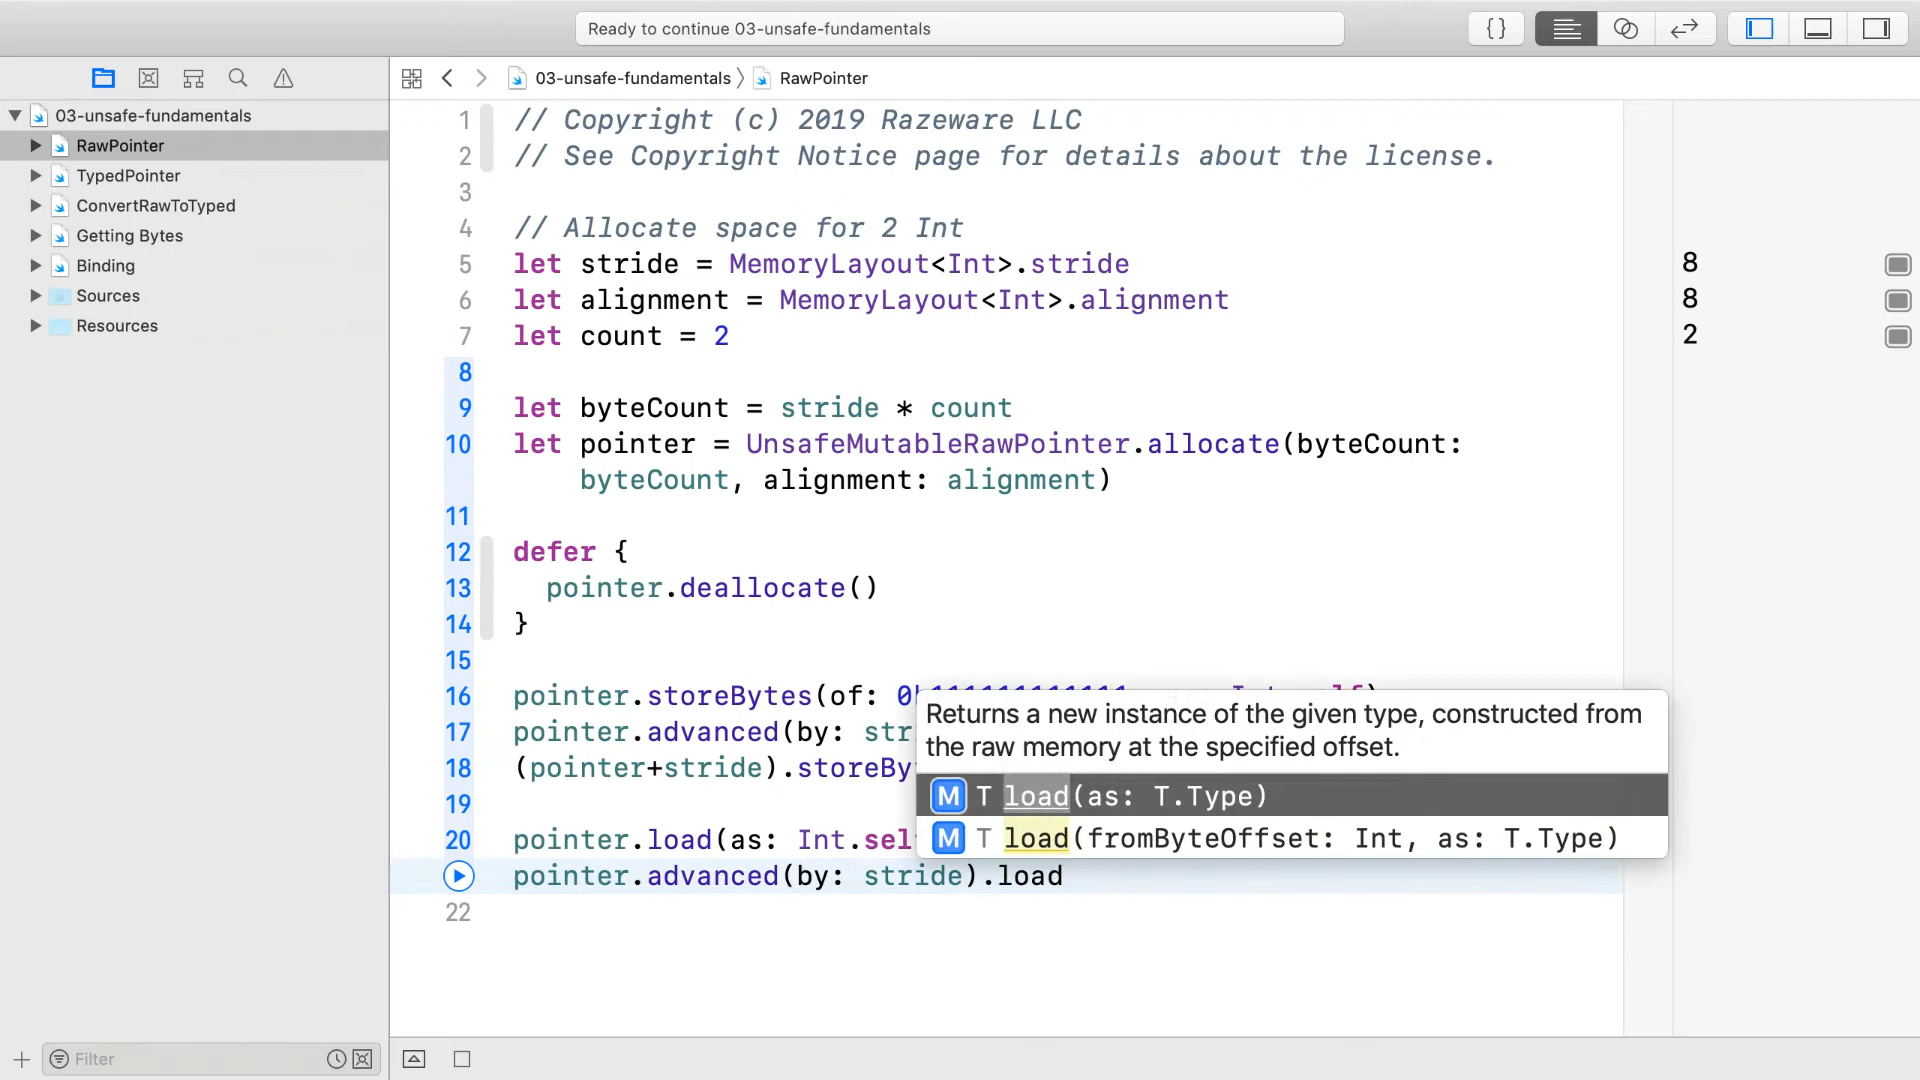 Ready to continue 03-unsafe-fundamentals
{ }
03-unsafe-fundamentals
RawPointer
03-unsafe-fundamentals
RawPointer
TypedPointer
ConvertRawToTyped
Getting Bytes
Binding
Sources
Resources
1 // Copyright (c) 2019 Razeware LLC
2 // See Copyright Notice page for details about the license.
3
4 // Allocate space for 2 Int
5 let stride = MemoryLayout<Int>.stride 8
6 let alignment = MemoryLayout<Int>.alignment 8
7 let count = 2 2
8
9 let byteCount = stride * count
10 let pointer = UnsafeMutableRawPointer.allocate(byteCount:
byteCount, alignment: alignment)
11
12 defer {
13 pointer.deallocate()
14 }
15
16 pointer.storeBytes(of:
17 pointer.advanced(by: str
18 (pointer+stride).storeBy
19
20 pointer.load(as: Int.sel
pointer.advanced(by: stride).load
22
Returns a new instance of the given type, constructed from
the raw memory at the specified offset.
M T load(as: T.Type)
M T load(fromByteOffset: Int, as: T.Type)
Filter